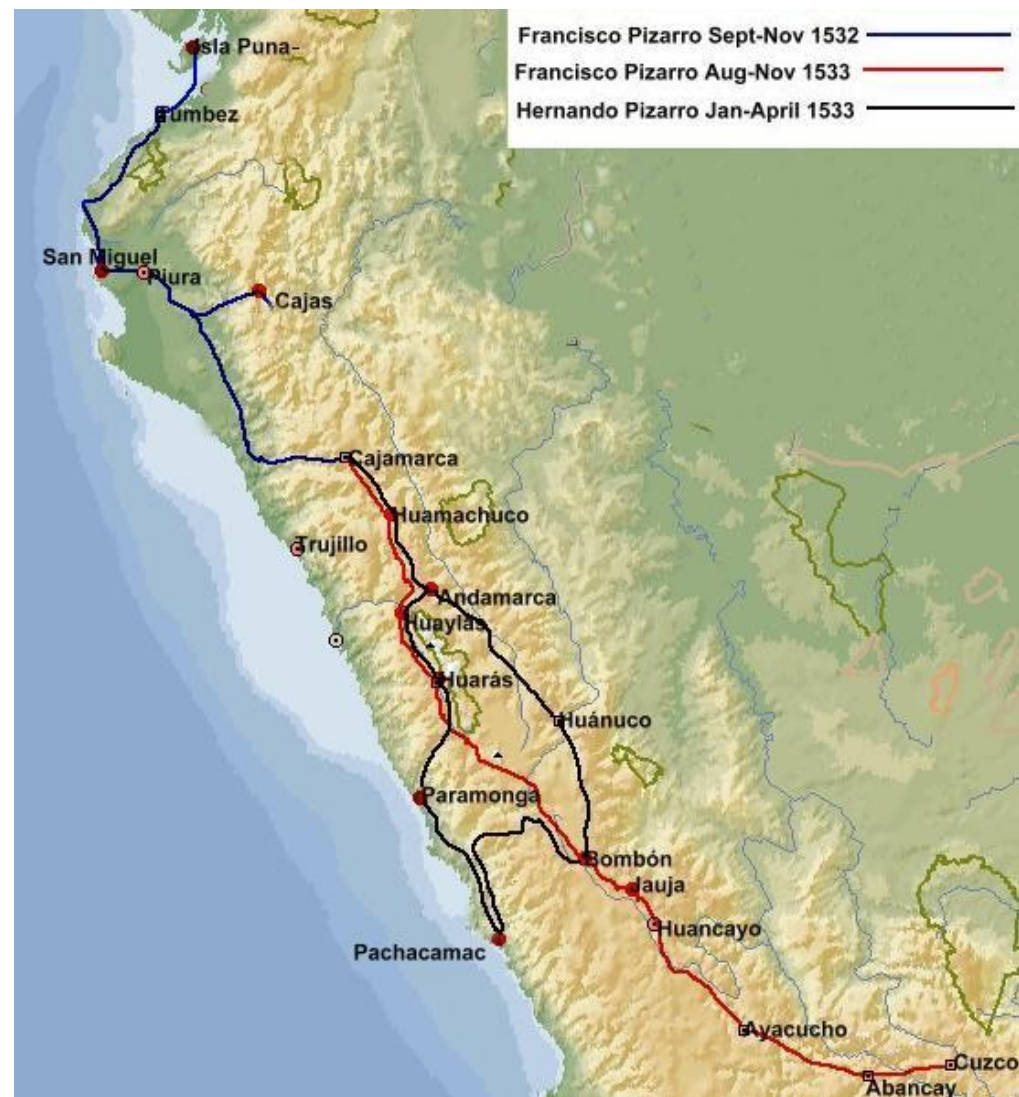 Francisco Pizarro Sept-Nov 1532
Francisco Pizarro Aug-Nov 1533
Hernando Pizarro Jan-April 1533
Isla Puna-
Tumbez
San Miguel
Piura
Cajas
Cajamarca
Huamachuco
Trujillo
Andamarca
Huaylas
Huarás
Huánuco
Paramonga
Bombón
Jauja
Huancayo
Pachacamac
Ayacucho
Cuzco
Abancay